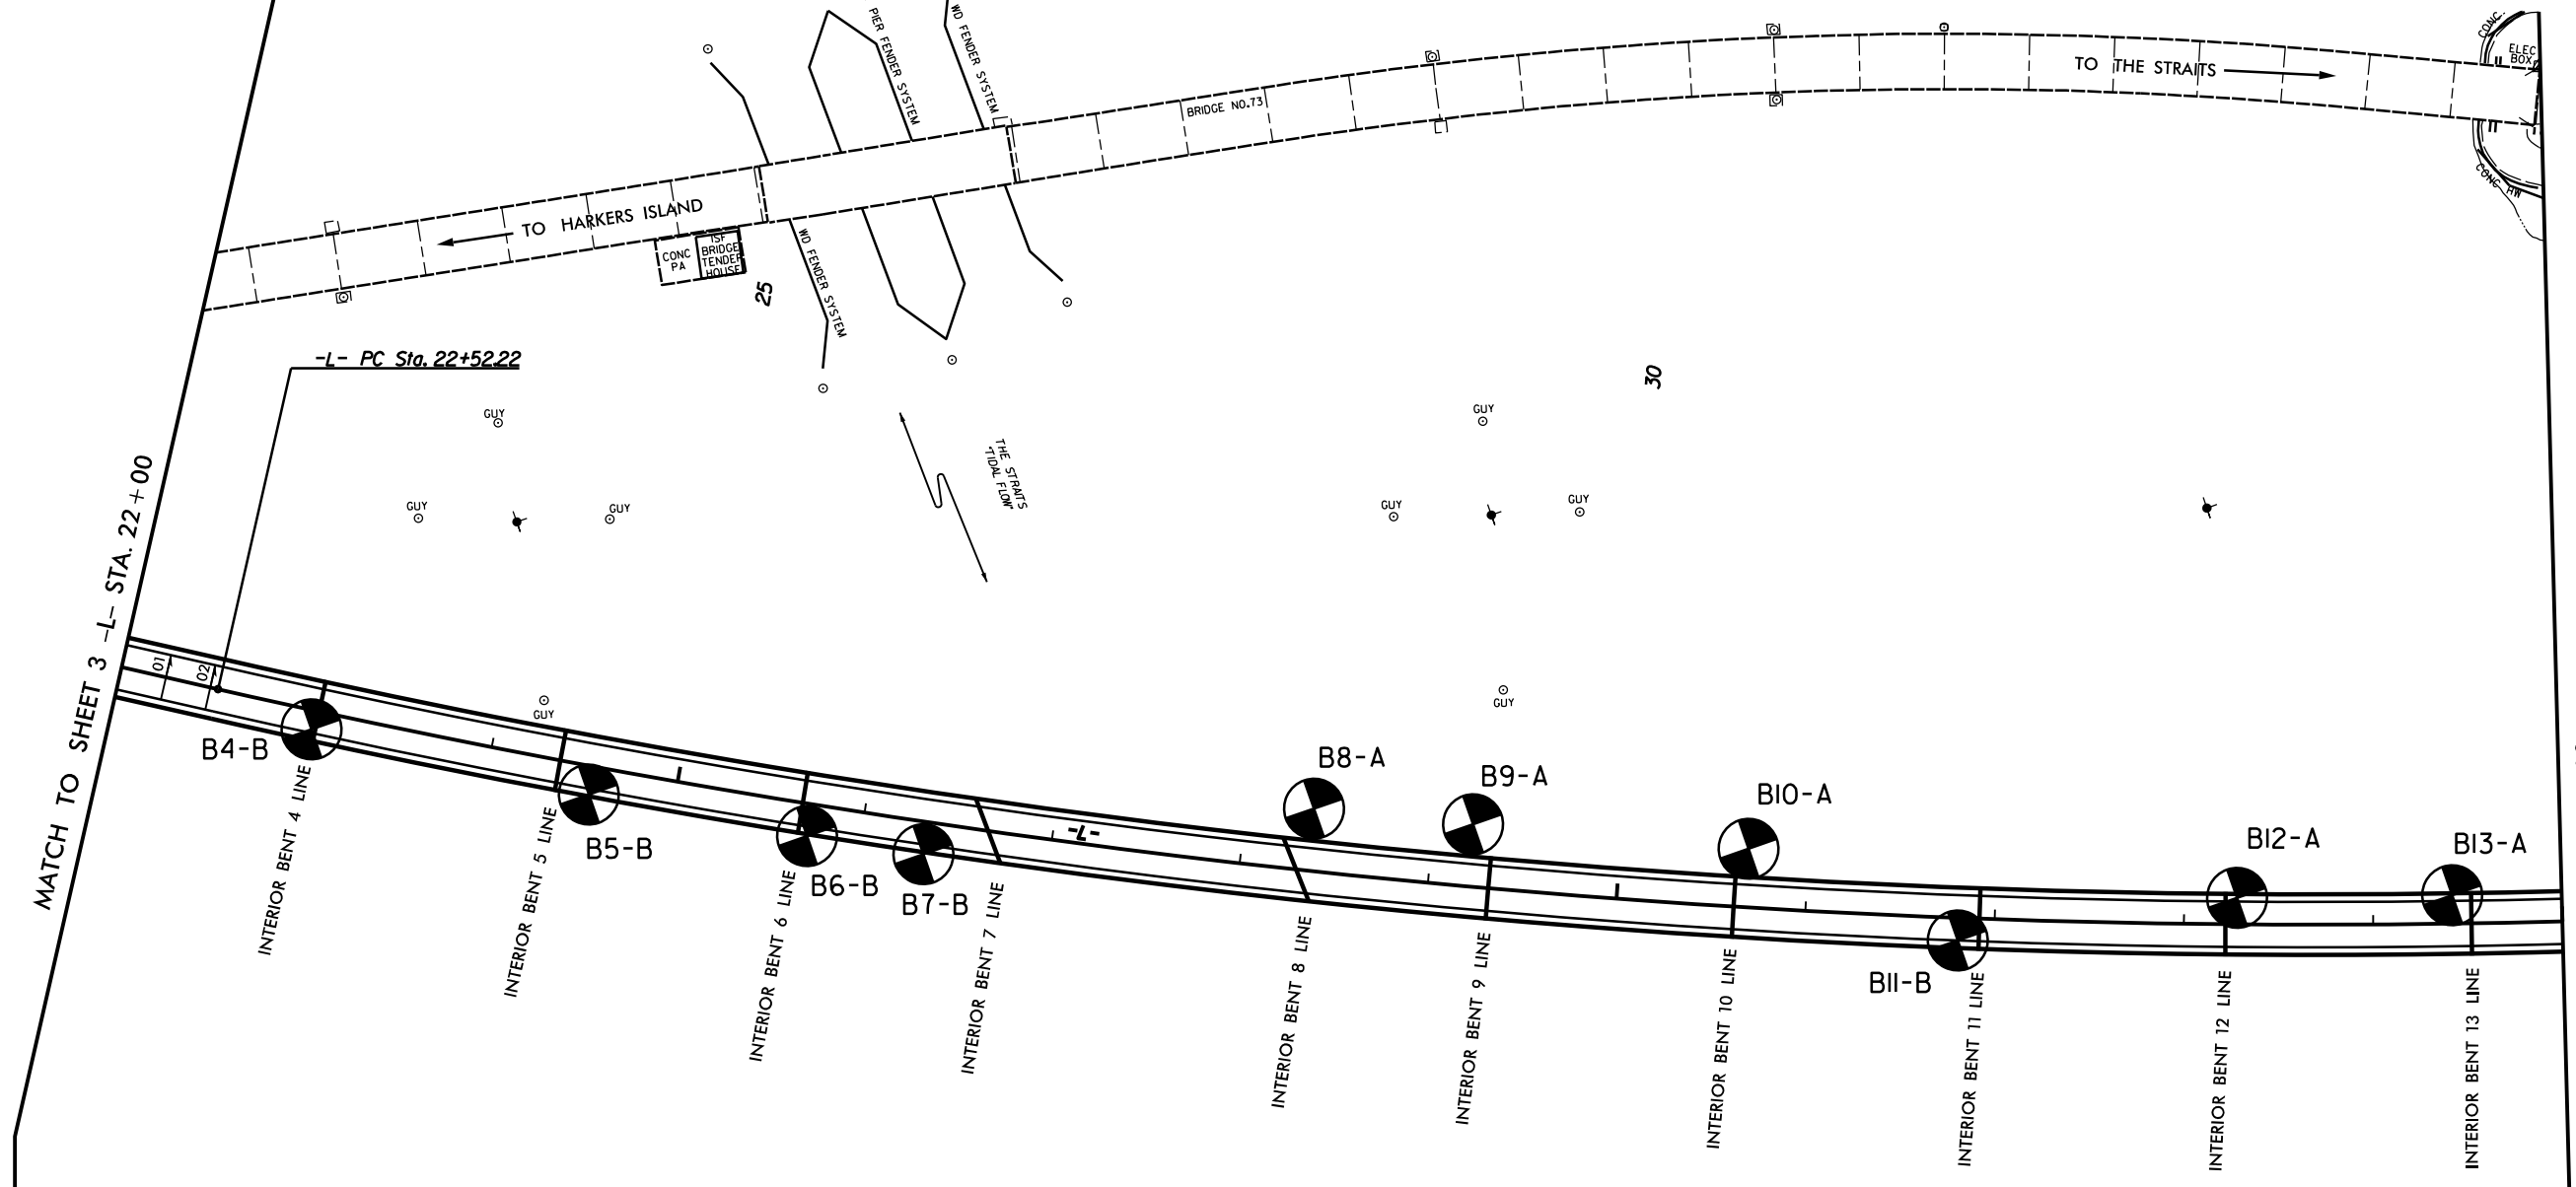 PIER FENDER SYSTEM
WD FENDER SYSTEM
CONC.
ELEC
BOX
TO THE STRAITS
BRIDGE NO.73
TO HARKERS ISLAND
CONC
PA
1SF
BRIDGE
TENDER
HOUSE
25
WD FENDER SYSTEM
CONC HW
-L- PC Sta. 22+52.22
30
GUY
GUY
GUY
GUY
GUY
GUY
THE STRAITS
"TIDAL FLOW"
MATCH TO SHEET 3 -L- STA. 22+00
01
02
GUY
GUY
B4-B
B5-B
B6-B
B7-B
-L-
B8-A
B9-A
B10-A
B11-B
B12-A
B13-A
INTERIOR BENT 4 LINE
INTERIOR BENT 5 LINE
INTERIOR BENT 6 LINE
INTERIOR BENT 7 LINE
INTERIOR BENT 8 LINE
INTERIOR BENT 9 LINE
INTERIOR BENT 10 LINE
INTERIOR BENT 11 LINE
INTERIOR BENT 12 LINE
INTERIOR BENT 13 LINE